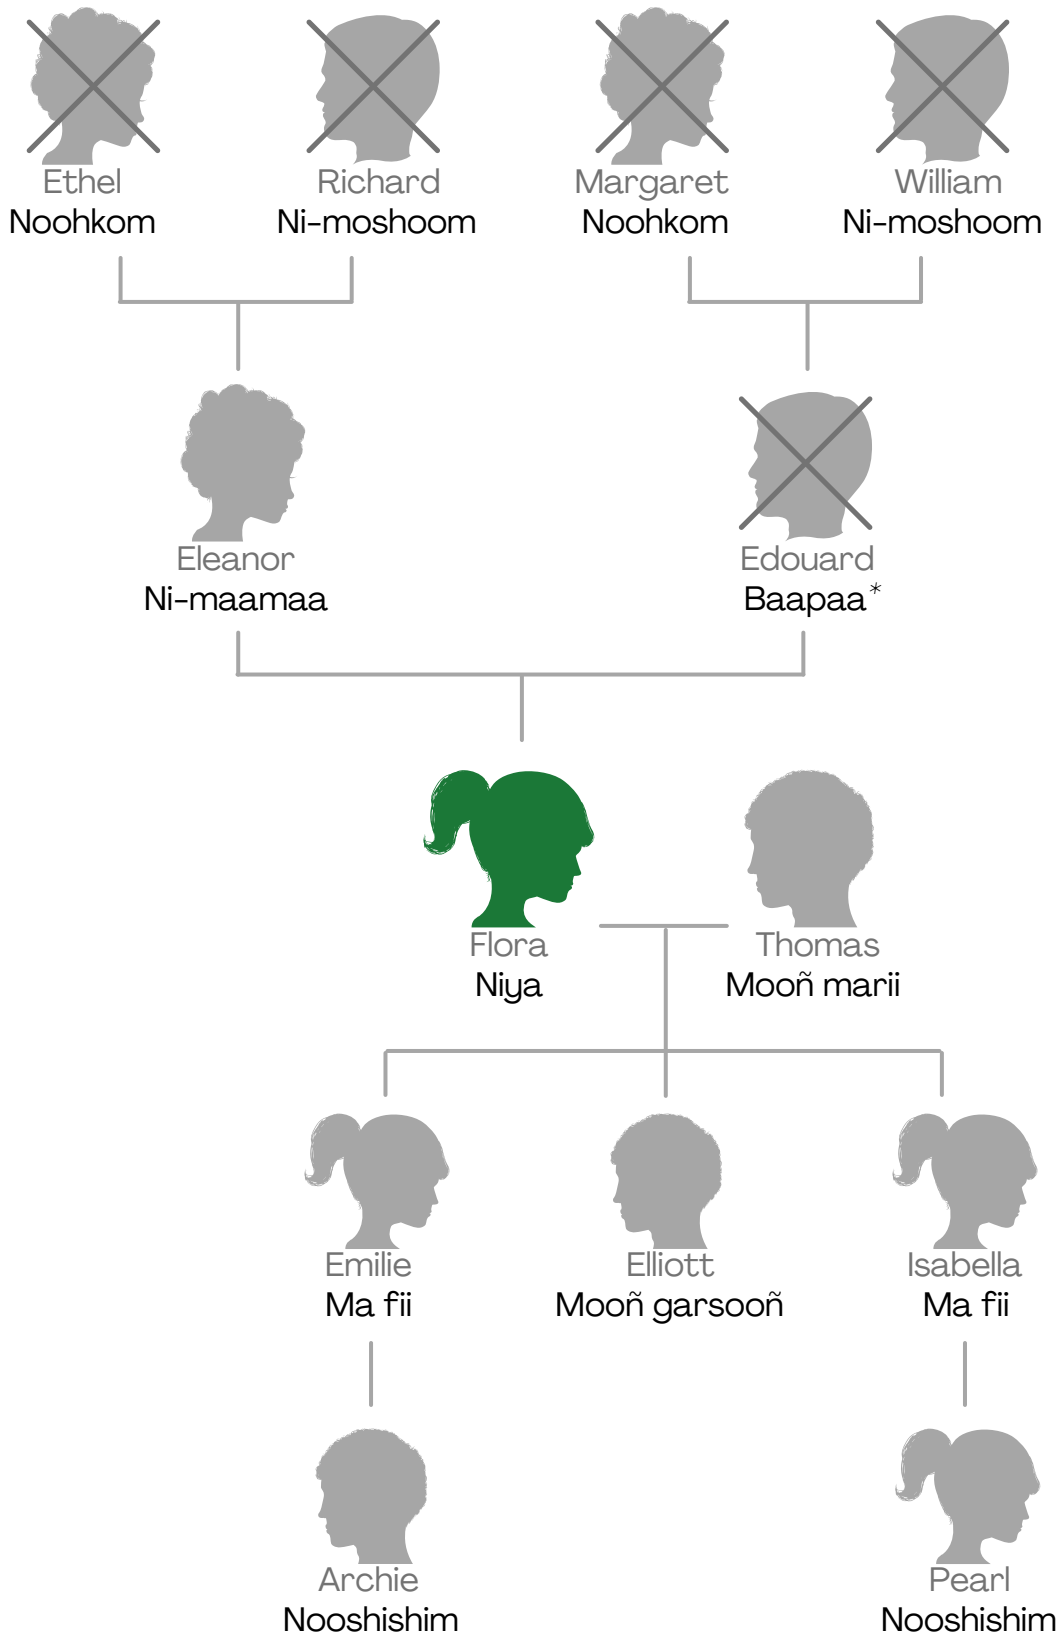 Ethel
Noohkom
Richard
Ni-moshoom
Margaret
Noohkom
William
Ni-moshoom
Eleanor
Ni-maamaa
Edouard
Baapaa*
Flora
Niya
Thomas
Mooñ marii
Emilie
Ma fii
Elliott
Mooñ garsooñ
Isabella
Ma fii
Archie
Nooshishim
Pearl
Nooshishim